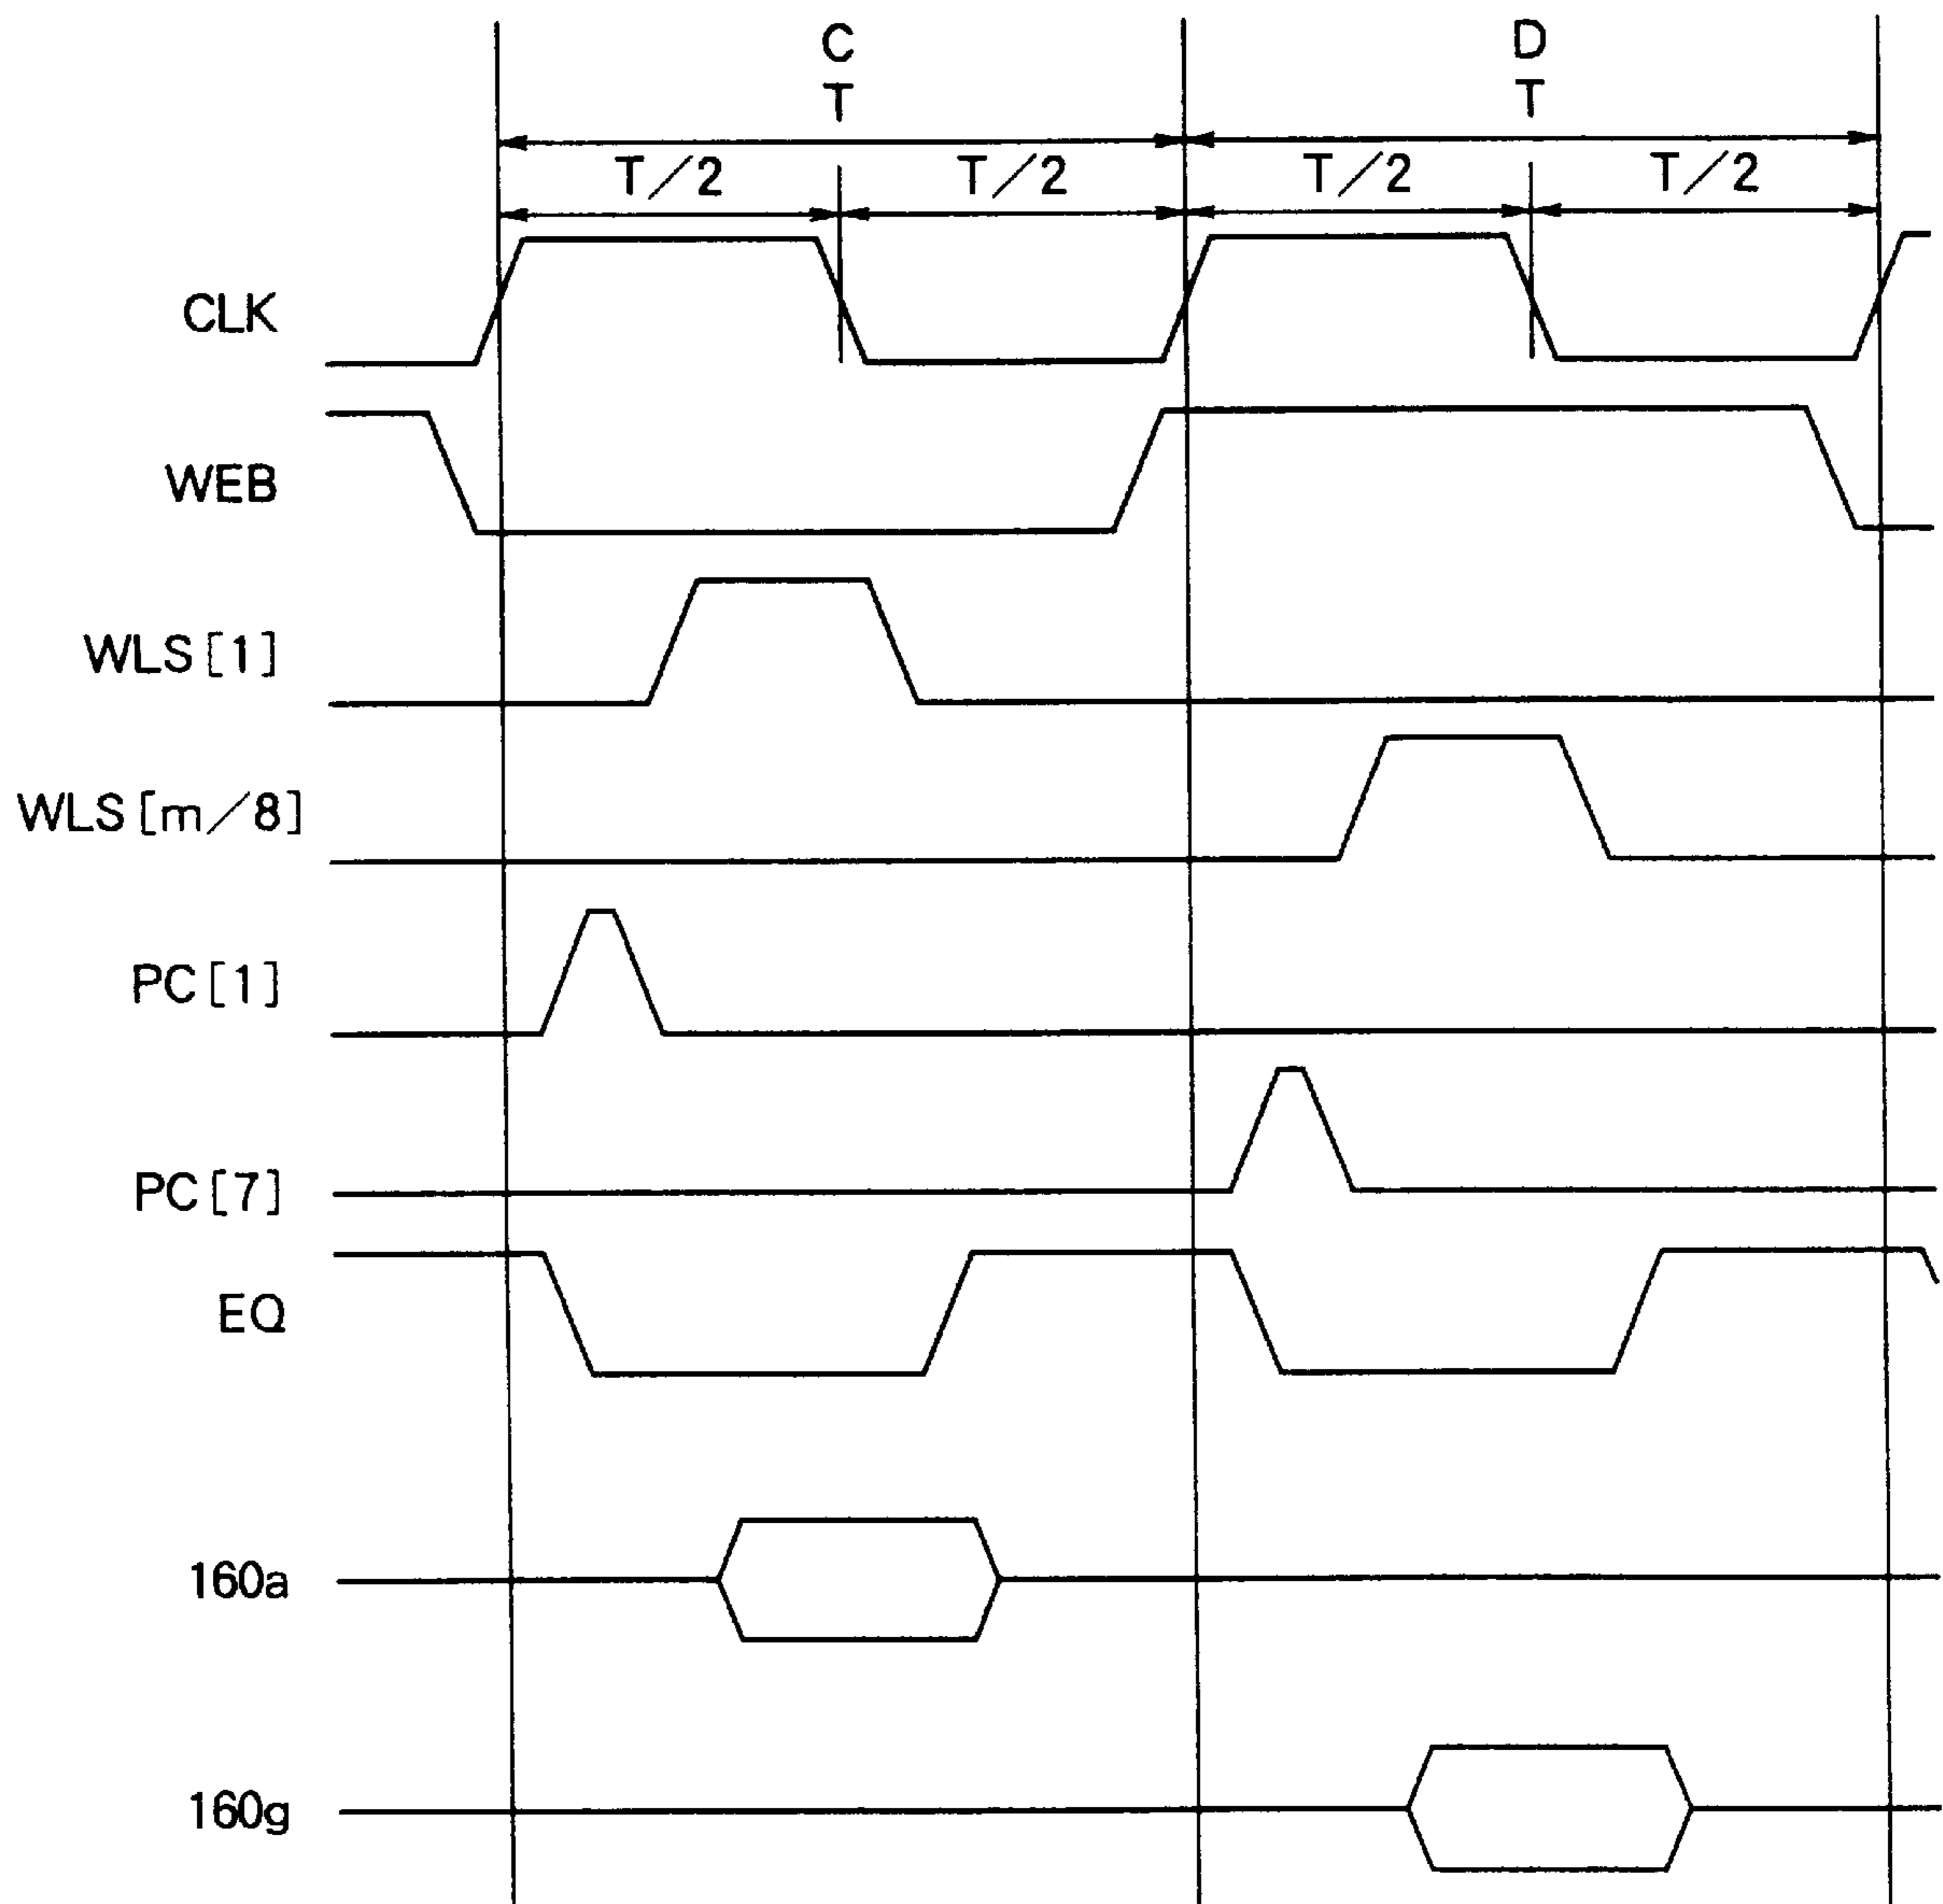 C D
T T
T/2 T/2 T/2 T/2
CLK
WEB
WLS[1]
WLS[m/8]
PC[1]
PC[7]
EQ
160a
160g